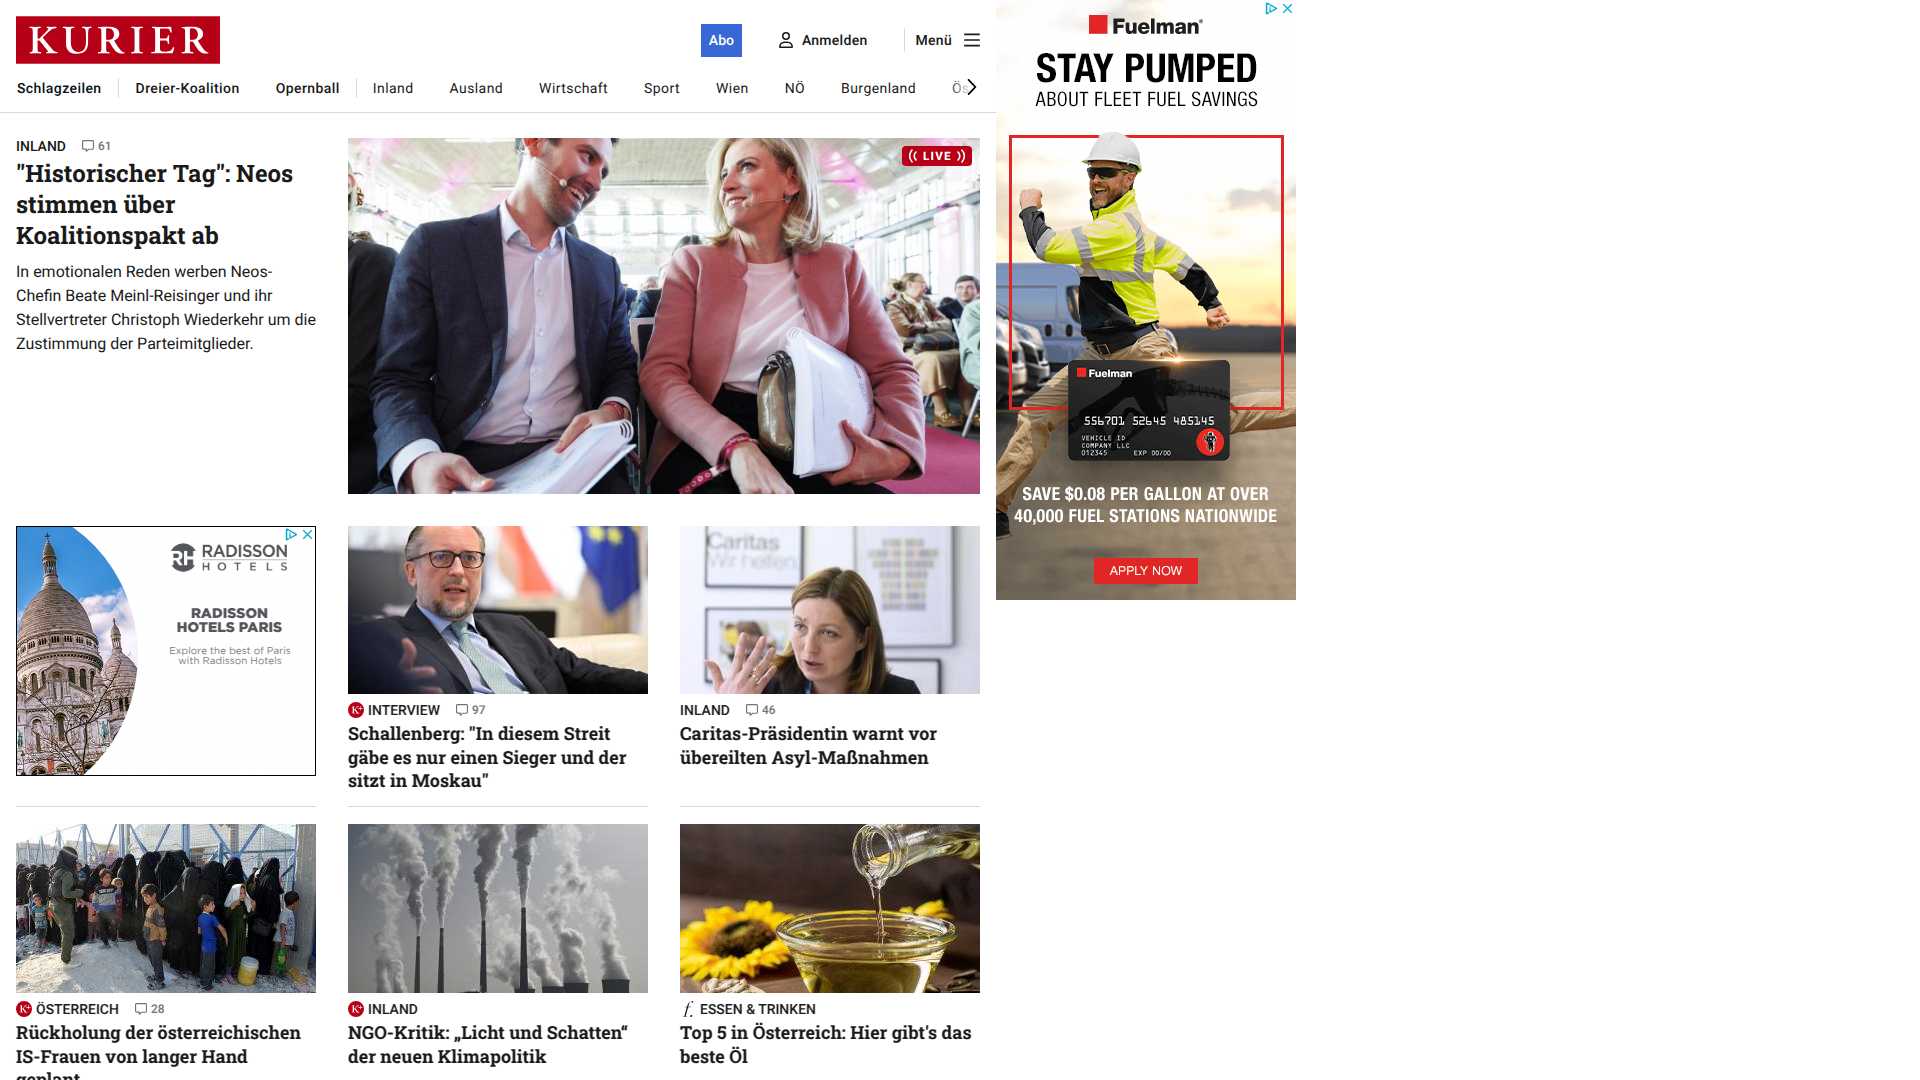 KURIER
Abo
Anmelden
Menü
Schlagzeilen
Dreier-Koalition
Opernball
Inland
Ausland
Wirtschaft
Sport
Wien
NÖ
Burgenland
INLAND 61
"Historischer Tag": Neos
stimmen über
Koalitionspakt ab
In emotionalen Reden werben Neos-
Chefin Beate Meinl-Reisinger und ihr
Stellvertreter Christoph Wiederkehr um die
Zustimmung der Parteimitglieder.
LIVE
Fuelman
STAY PUMPED
ABOUT FLEET FUEL SAVINGS
Fuelman
556701 52645 485145
VEHICLE ID
COMPANY LLC
012345 EXP 00/00
SAVE $0.08 PER GALLON AT OVER
40,000 FUEL STATIONS NATIONWIDE
APPLY NOW
RH RADISSON
HOTELS
RADISSON
HOTELS PARIS
Explore the best of Paris
with Radisson Hotels
K+ INTERVIEW 97
Schallenberg: "In diesem Streit
gäbe es nur einen Sieger und der
sitzt in Moskau"
Caritas
Wir helfen.
INLAND 46
Caritas-Präsidentin warnt vor
übereilten Asyl-Maßnahmen
K+ ÖSTERREICH 28
Rückholung der österreichischen
IS-Frauen von langer Hand
geplant
K+ INLAND
NGO-Kritik: „Licht und Schatten“
der neuen Klimapolitik
f. ESSEN & TRINKEN
Top 5 in Österreich: Hier gibt's das
beste Öl